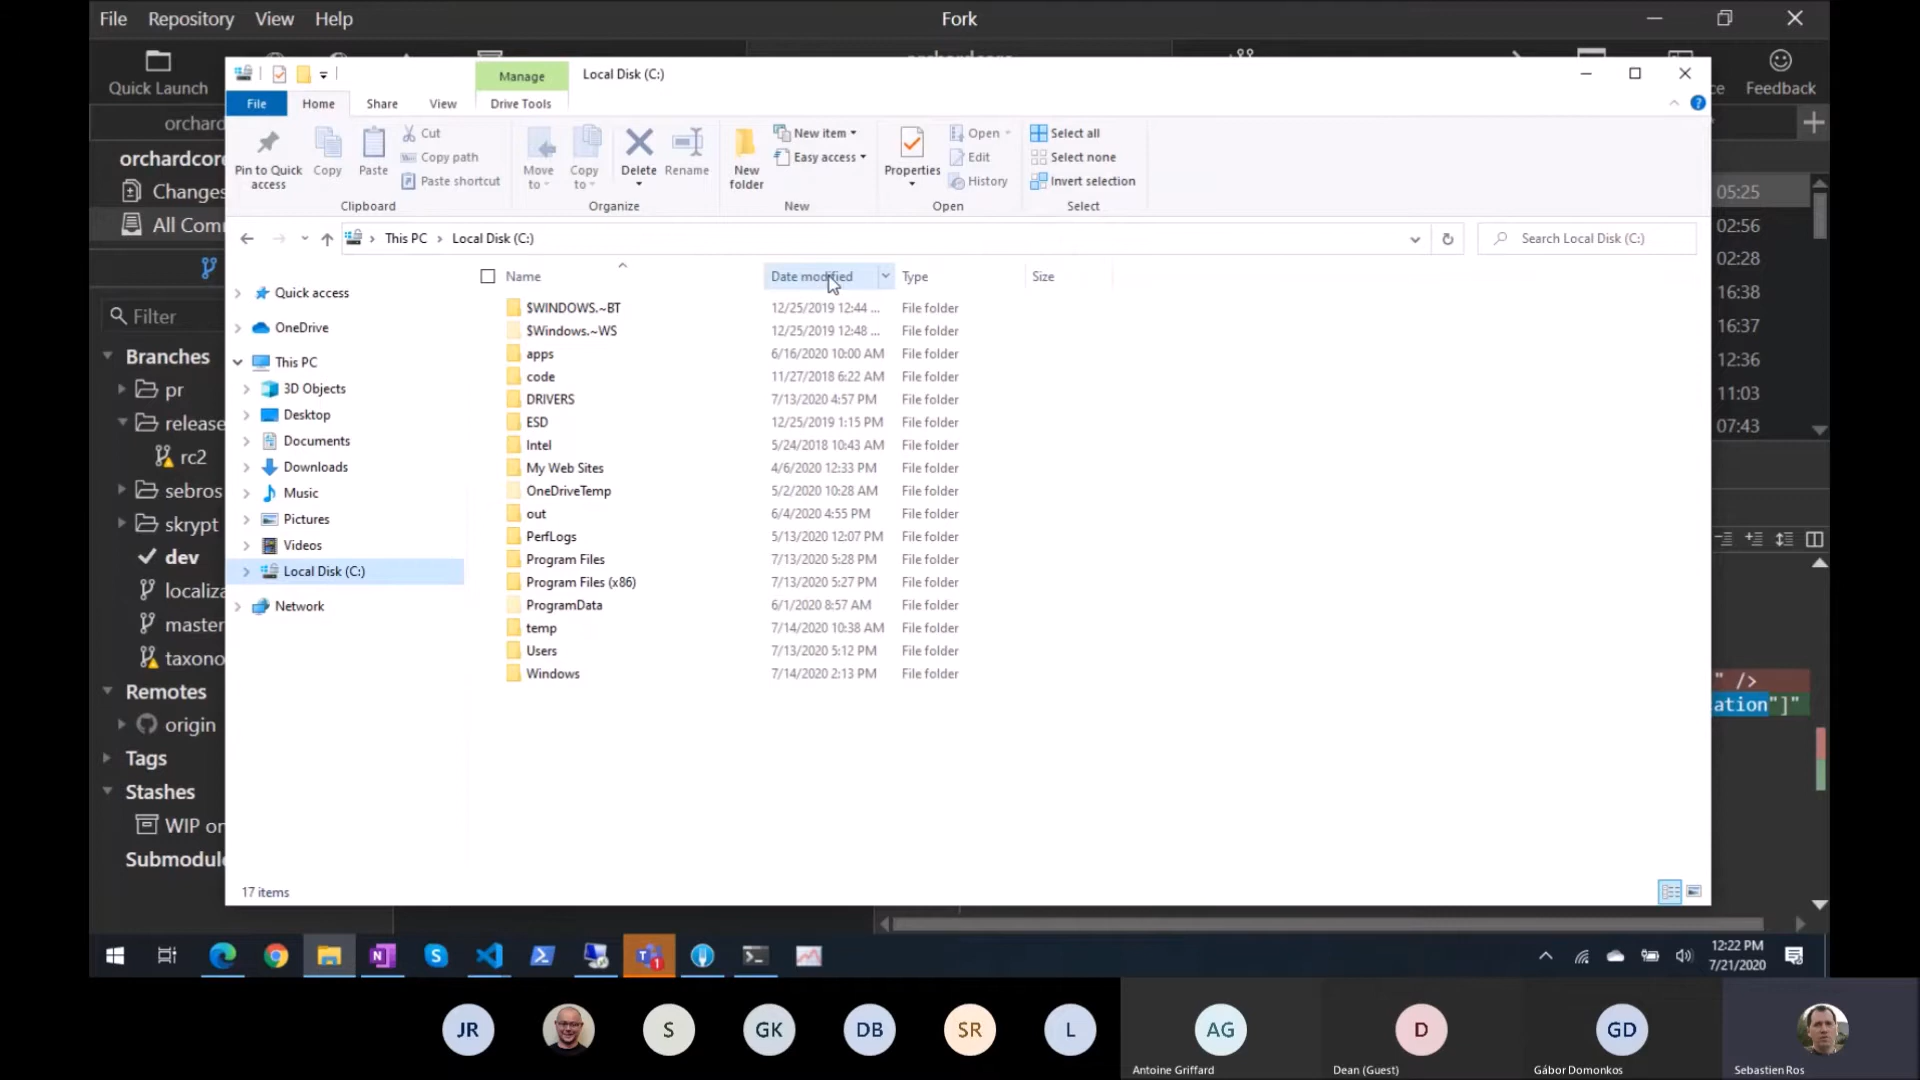 File Repository View Help
Fork
Quick Launch
Feedback
Manage
Local Disk (C:)
File Home Share View Drive Tools
Pin to Quick access
Copy
Paste
Cut
Copy path
Paste shortcut
Clipboard
Move to
Copy to
Delete
Rename
Organize
New folder
New item
Easy access
New
Properties
Open
Edit
History
Open
Select all
Select none
Invert selection
Select
This PC > Local Disk (C:)
Search Local Disk (C:)
Name Date modified Type Size
$WINDOWS.~BT 12/25/2019 12:44 ... File folder
$Windows.~WS 12/25/2019 12:48 ... File folder
apps 6/16/2020 10:00 AM File folder
code 11/27/2018 6:22 AM File folder
DRIVERS 7/13/2020 4:57 PM File folder
ESD 12/25/2019 1:15 PM File folder
Intel 5/24/2018 10:43 AM File folder
My Web Sites 4/6/2020 12:33 PM File folder
OneDriveTemp 5/2/2020 10:28 AM File folder
out 6/4/2020 4:55 PM File folder
PerfLogs 5/13/2020 12:07 PM File folder
Program Files 7/13/2020 5:28 PM File folder
Program Files (x86) 7/13/2020 5:27 PM File folder
ProgramData 6/1/2020 8:57 AM File folder
temp 7/14/2020 10:38 AM File folder
Users 7/13/2020 5:12 PM File folder
Windows 7/14/2020 2:13 PM File folder
Quick access
OneDrive
This PC
3D Objects
Desktop
Documents
Downloads
Music
Pictures
Videos
Local Disk (C:)
Network
17 items
orchard
orchardcore
Changes
All Com
Filter
Branches
pr
release
rc2
sebros
skrypt
dev
localiza
master
taxono
Remotes
origin
Tags
Stashes
WIP or
Submodul
05:25
02:56
02:28
16:38
16:37
12:36
11:03
07:43
" />
ation"]"
12:22 PM
7/21/2020
JR
S
GK
DB
SR
L
AG
D
GD
Antoine Griffard
Dean (Guest)
Gábor Domonkos
Sebastien Ros